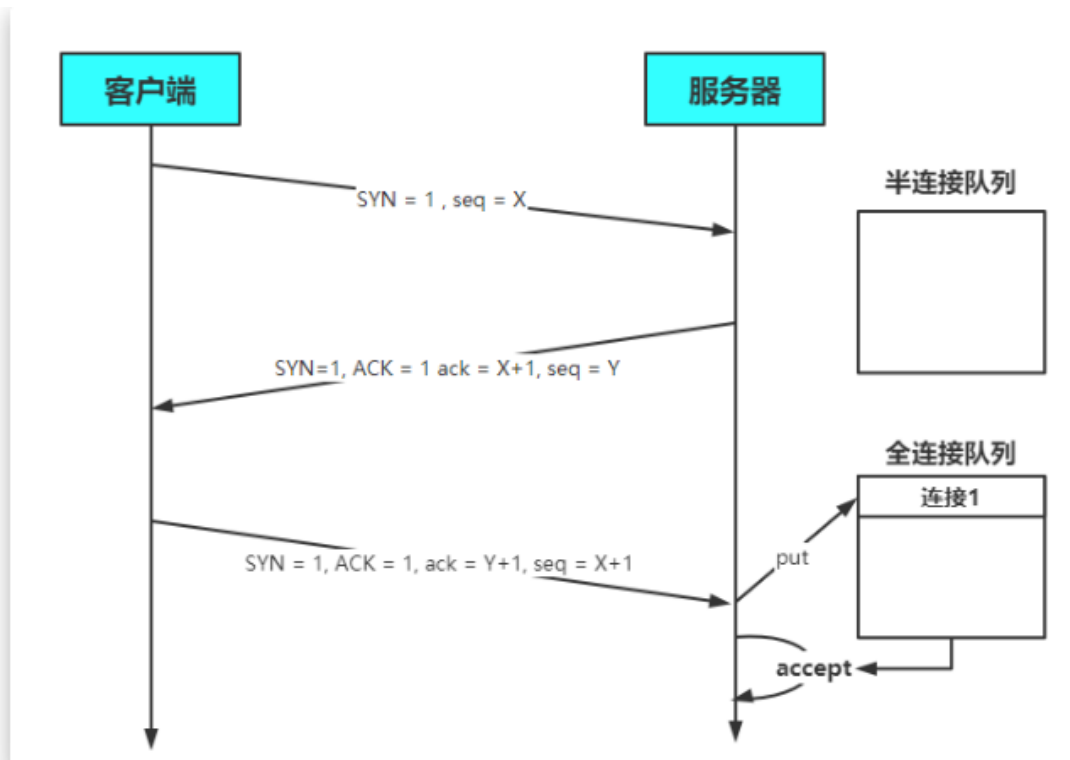 客户端
服务器
SYN = 1 , seq = X
半连接队列
SYN=1, ACK = 1 ack = X+1, seq = Y
全连接队列
连接1
SYN = 1, ACK = 1, ack = Y+1, seq = X+1
put
accept